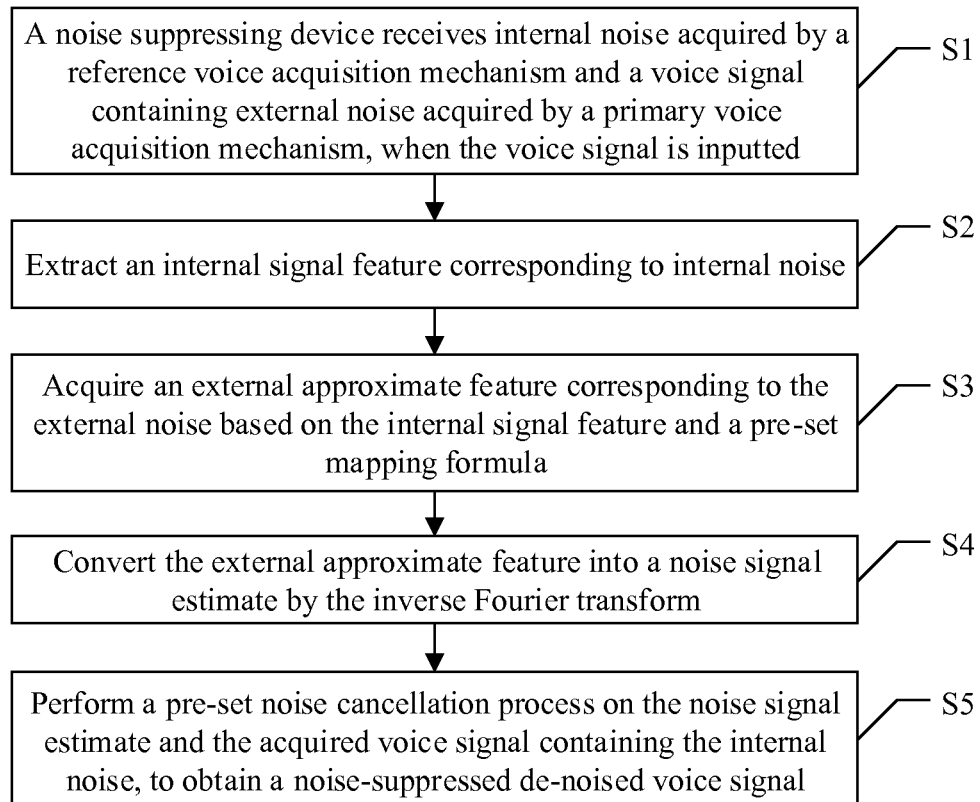 A noise suppressing device receives internal noise acquired by a
reference voice acquisition mechanism and a voice signal
containing external noise acquired by a primary voice
acquisition mechanism, when the voice signal is inputted
S1
Extract an internal signal feature corresponding to internal noise
S2
Acquire an external approximate feature corresponding to the
external noise based on the internal signal feature and a pre-set
mapping formula
S3
Convert the external approximate feature into a noise signal
estimate by the inverse Fourier transform
S4
Perform a pre-set noise cancellation process on the noise signal
estimate and the acquired voice signal containing the internal
noise, to obtain a noise-suppressed de-noised voice signal
S5